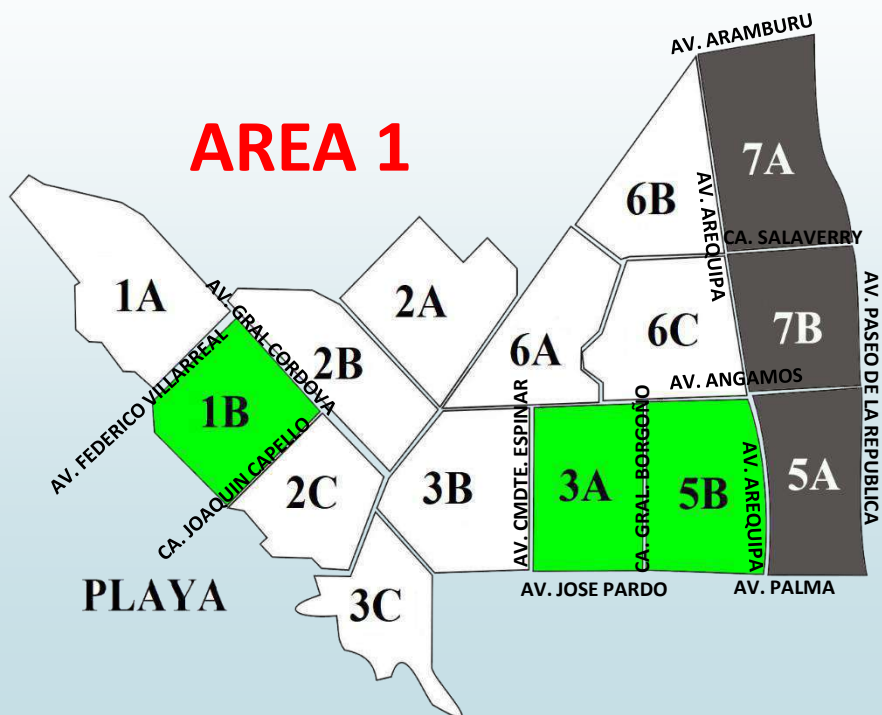 AV. ARAMBURU
AREA 1
7A
6B
AV. AREQUIPA
CA. SALAVERRY
1A
AV. GRAL CORDOVA
2A
2B
6A
6C
7B
AV. PASEO DE LA REPUBLICA
AV. FEDERICO VILLARREAL
1B
AV. ANGAMOS
CA. JOAQUIN CAPELLO
2C
3B
AV. CMDTE. ESPINAR
3A
CA. GRAL. BORGOÑO
5B
AV. AREQUIPA
5A
PLAYA
3C
AV. JOSE PARDO
AV. PALMA